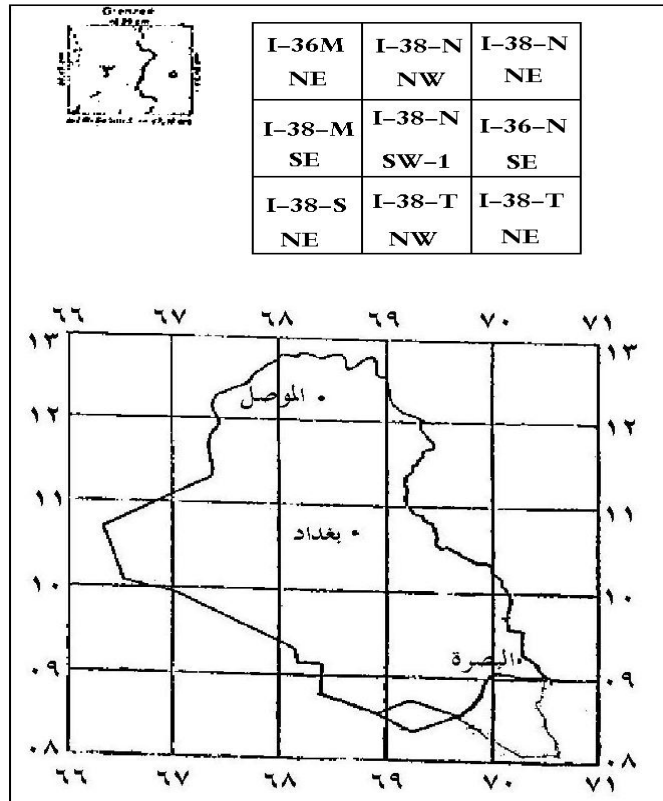 Grenzen
I-36M I-38-N I-38-N
NE NW NE
I-38-M I-38-N I-36-N
SE SW-1 SE
I-38-S I-38-T I-38-T
NE NW NE
٦٦ ٦٧ ٦٨ ٦٩ ٧٠ ٧١
١٣ ١٣
الموصل
١٢ ١٢
١١ ١١
بغداد
١٠ ١٠
البصرة
٠٩ ٠٩
٠٨ ٠٨
٦٦ ٦٧ ٦٨ ٦٩ ٧٠ ٧١